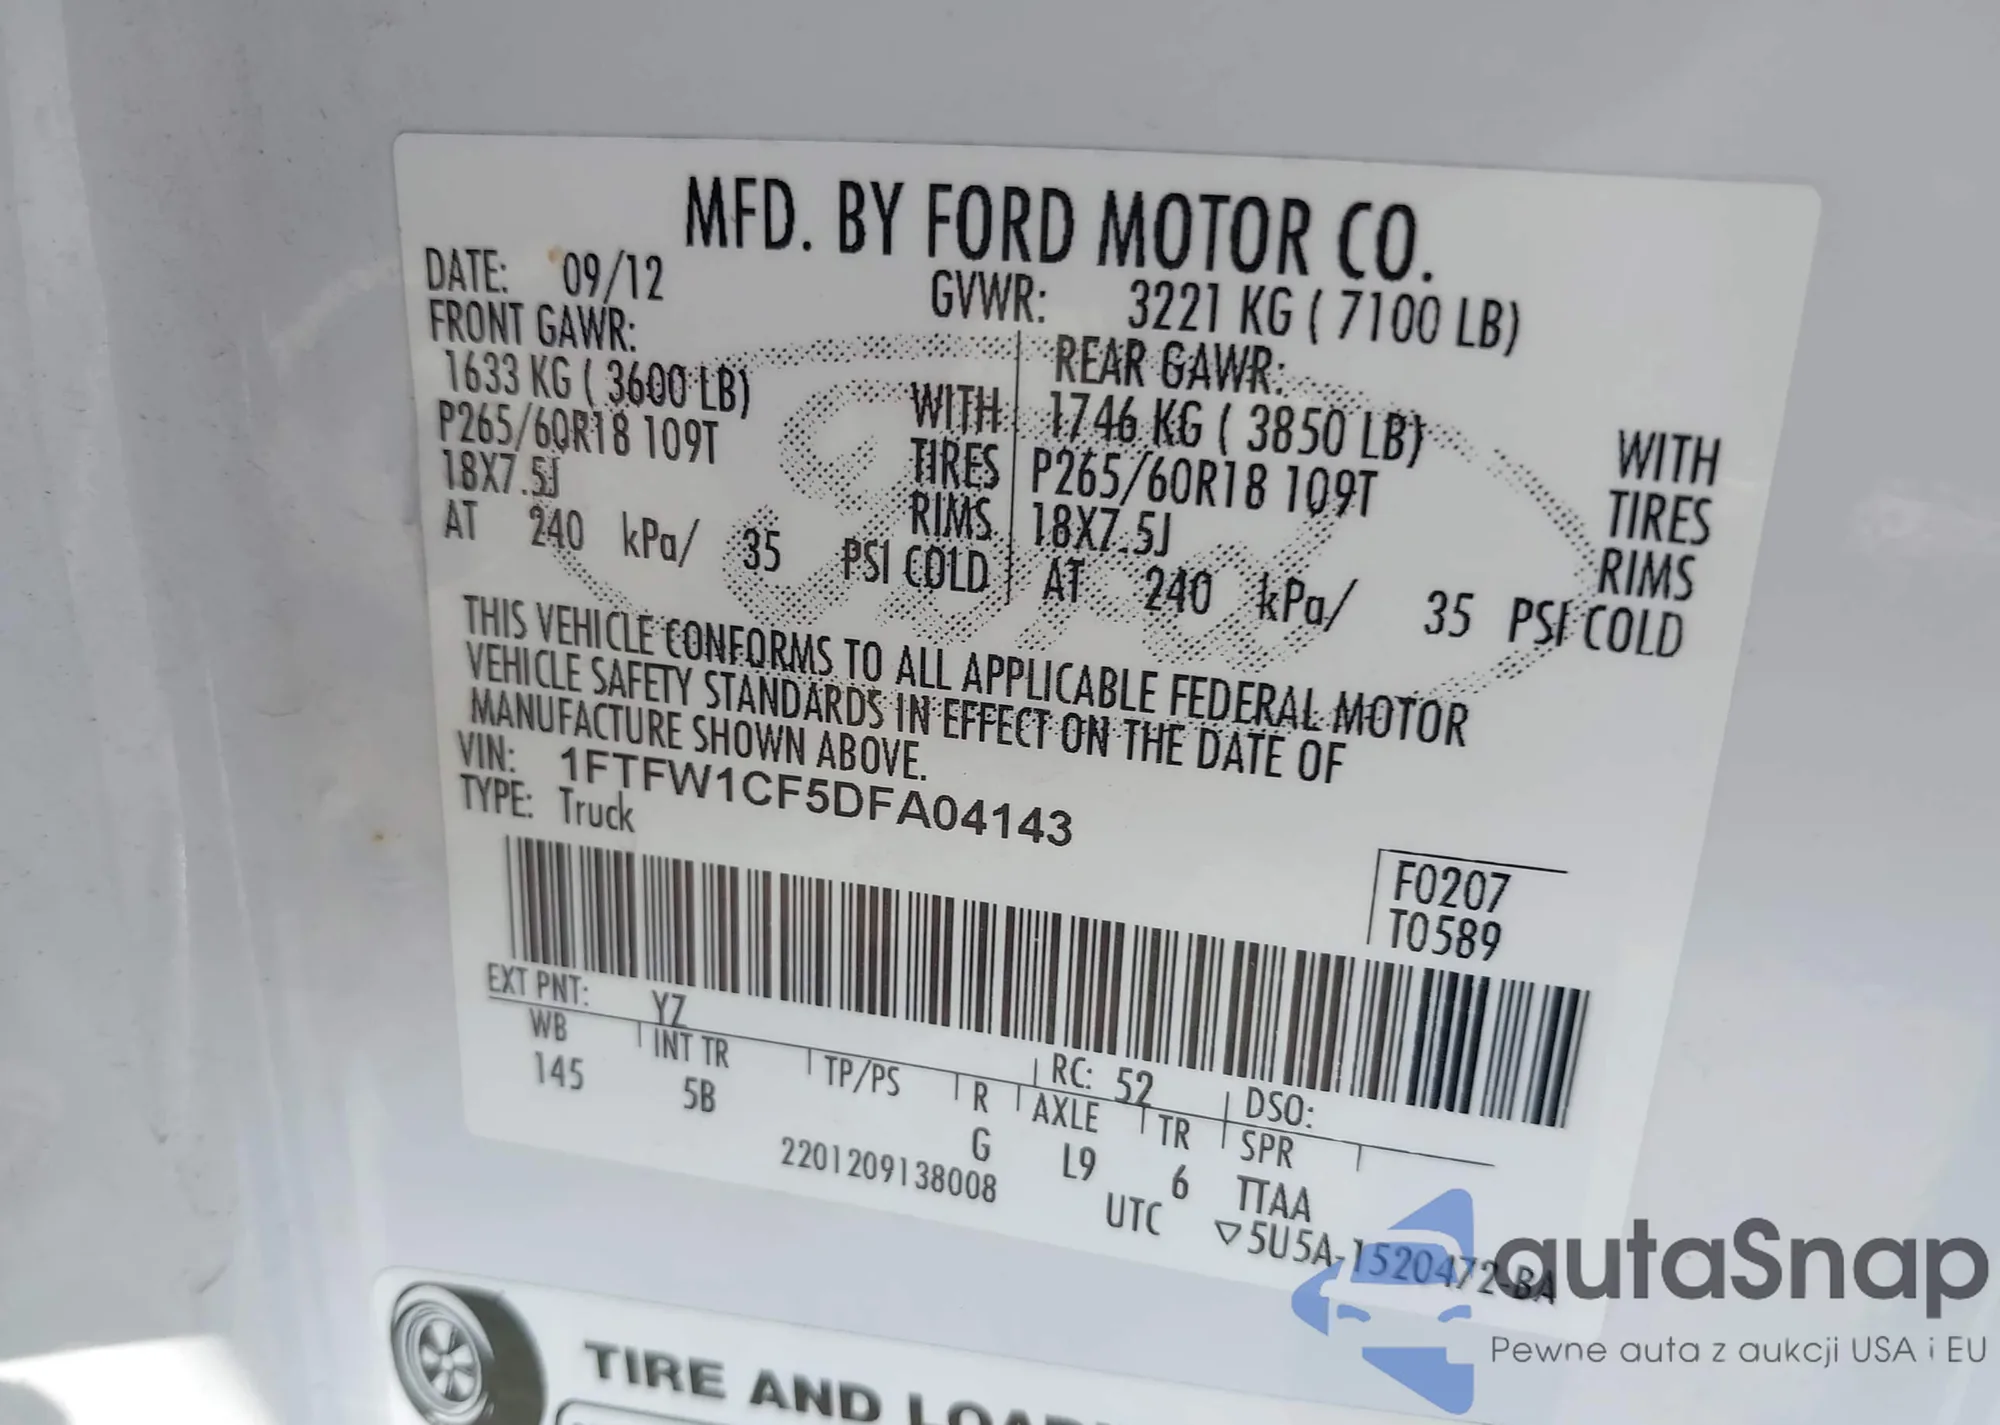 MFD. BY FORD MOTOR CO.
DATE: 09/12 GVWR: 3221 KG ( 7100 LB)
FRONT GAWR: REAR GAWR:
1633 KG ( 3600 LB) WITH 1746 KG ( 3850 LB) WITH
P265/60R18 109T TIRES P265/60R18 109T TIRES
18X7.5J RIMS 18X7.5J RIMS
AT 240 kPa/ 35 PSI COLD AT 240 kPa/ 35 PSI COLD
THIS VEHICLE CONFORMS TO ALL APPLICABLE FEDERAL MOTOR
VEHICLE SAFETY STANDARDS IN EFFECT ON THE DATE OF
MANUFACTURE SHOWN ABOVE.
VIN: 1FTFW1CF5DFA04143
TYPE: Truck
F0207
T0589
EXT PNT: YZ RC: 52 DSO:
WB INT TR TP/PS R AXLE TR SPR
145 5B G L9 6 TTAA
2201209138008 UTC ▽5U5A-1520472-BA
TIRE AND LOAD
autaSnap
Pewne auta z aukcji USA i EU